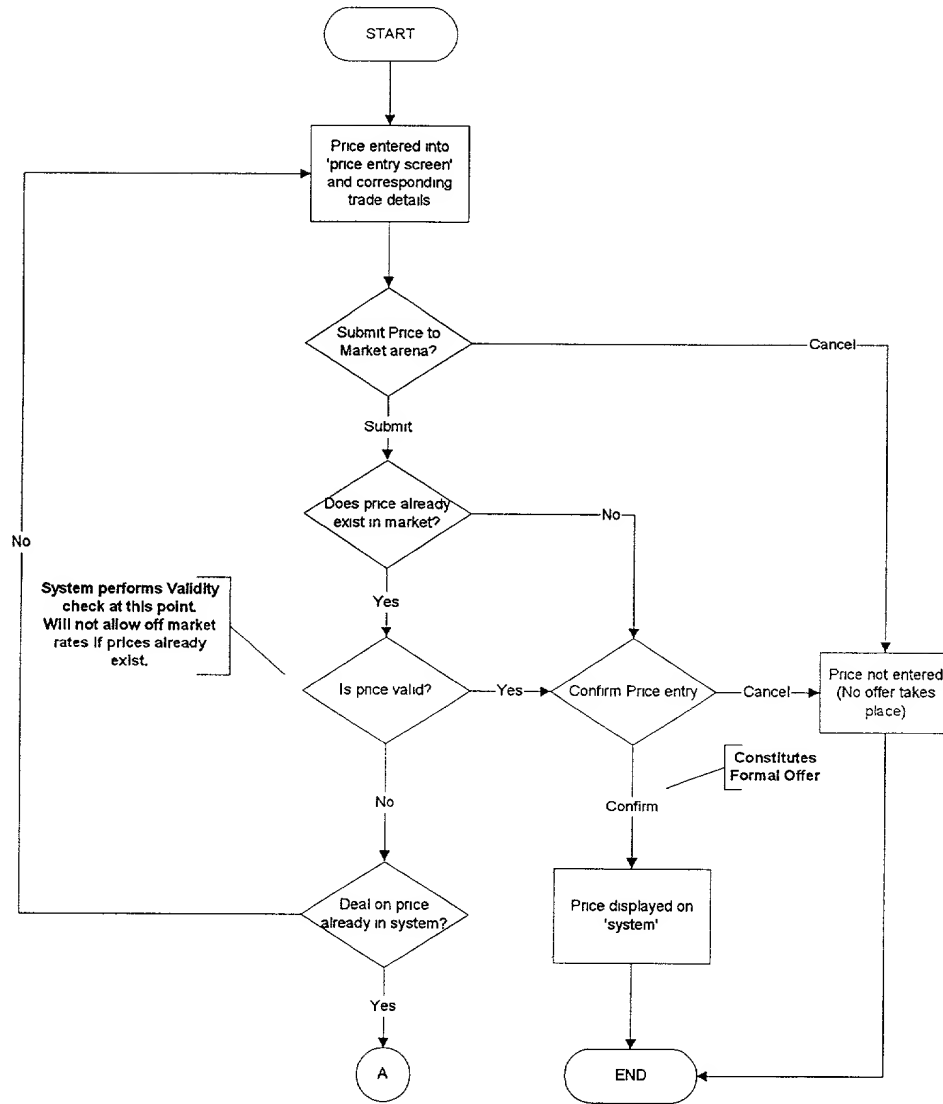 START
Price entered into
'price entry screen'
and corresponding
trade details
Submit Price to
Market arena?
Cancel
Submit
Does price already
exist in market?
No
No
System performs Validity
check at this point.
Will not allow off market
rates if prices already
exist.
Yes
Is price valid?
Yes
Confirm Price entry
Cancel
Price not entered
(No offer takes
place)
Constitutes
Formal Offer
No
Confirm
Deal on price
already in system?
Price displayed on
'system'
Yes
A
END